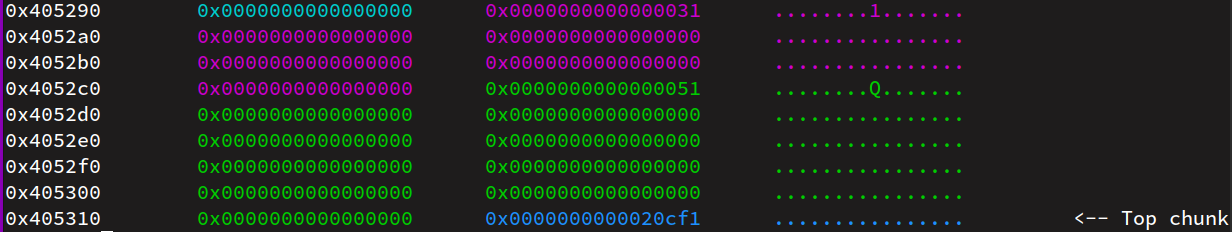 0x405290 0x0000000000000000 0x0000000000000031 ........1.......
0x4052a0 0x0000000000000000 0x0000000000000000 ................
0x4052b0 0x0000000000000000 0x0000000000000000 ................
0x4052c0 0x0000000000000000 0x0000000000000051 ........Q.......
0x4052d0 0x0000000000000000 0x0000000000000000 ................
0x4052e0 0x0000000000000000 0x0000000000000000 ................
0x4052f0 0x0000000000000000 0x0000000000000000 ................
0x405300 0x0000000000000000 0x0000000000000000 ................
0x405310 0x0000000000000000 0x0000000000020cf1 ................ <-- Top chunk